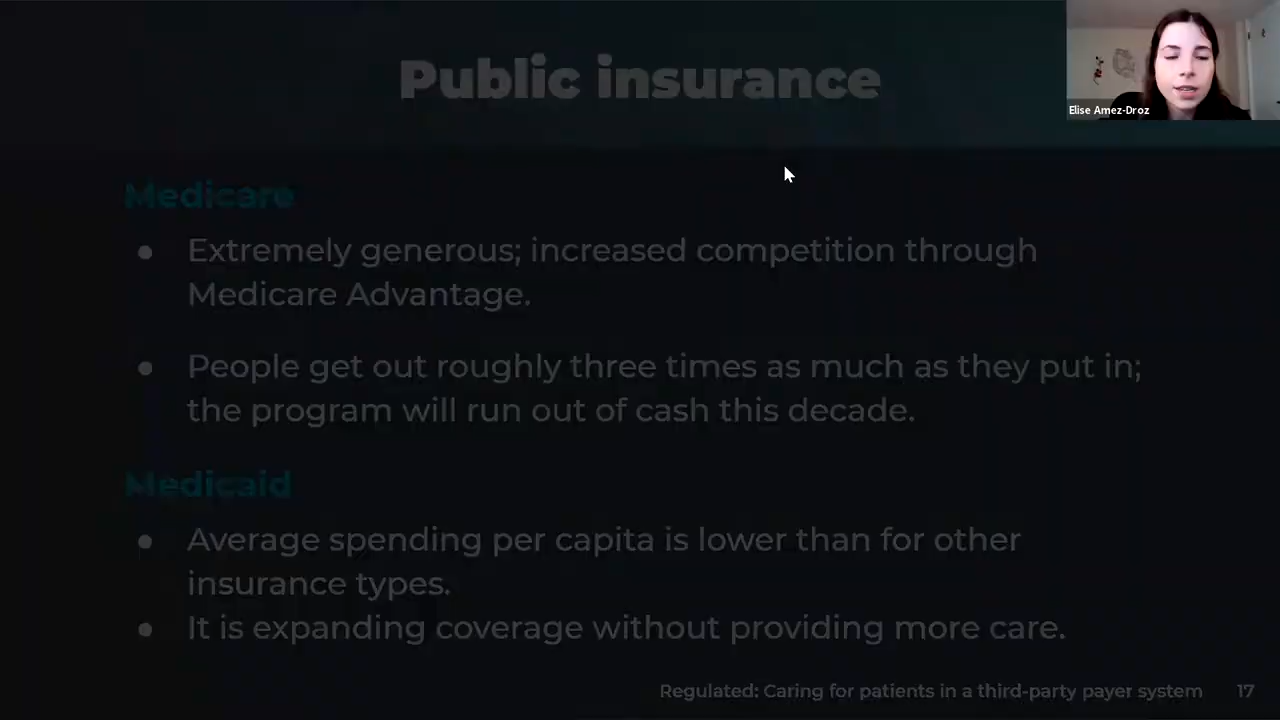 Public insurance
Elise Amez-Droz
Medicare
● Extremely generous; increased competition through
Medicare Advantage.
● People get out roughly three times as much as they put in;
the program will run out of cash this decade.
Medicaid
● Average spending per capita is lower than for other
insurance types.
● It is expanding coverage without providing more care.
Regulated: Caring for patients in a third-party payer system 17